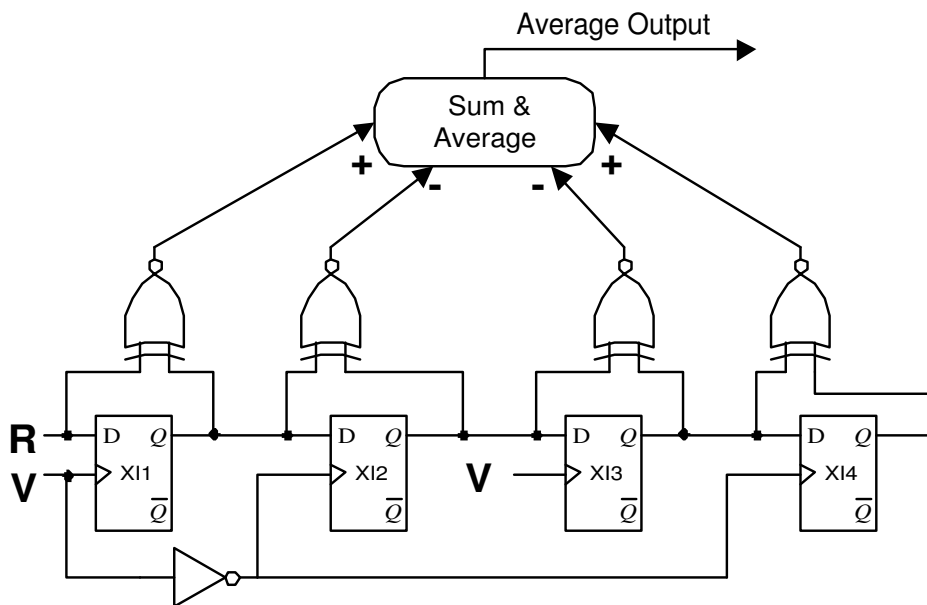 Average Output
Sum &
Average
+ - - +
R
V
D Q
XI1
Q̅
D Q
XI2
Q̅
V
D Q
XI3
Q̅
D Q
XI4
Q̅